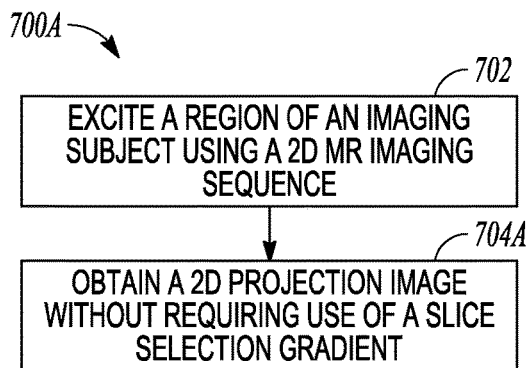 700A
702
EXCITE A REGION OF AN IMAGING
SUBJECT USING A 2D MR IMAGING
SEQUENCE
704A
OBTAIN A 2D PROJECTION IMAGE
WITHOUT REQUIRING USE OF A SLICE
SELECTION GRADIENT